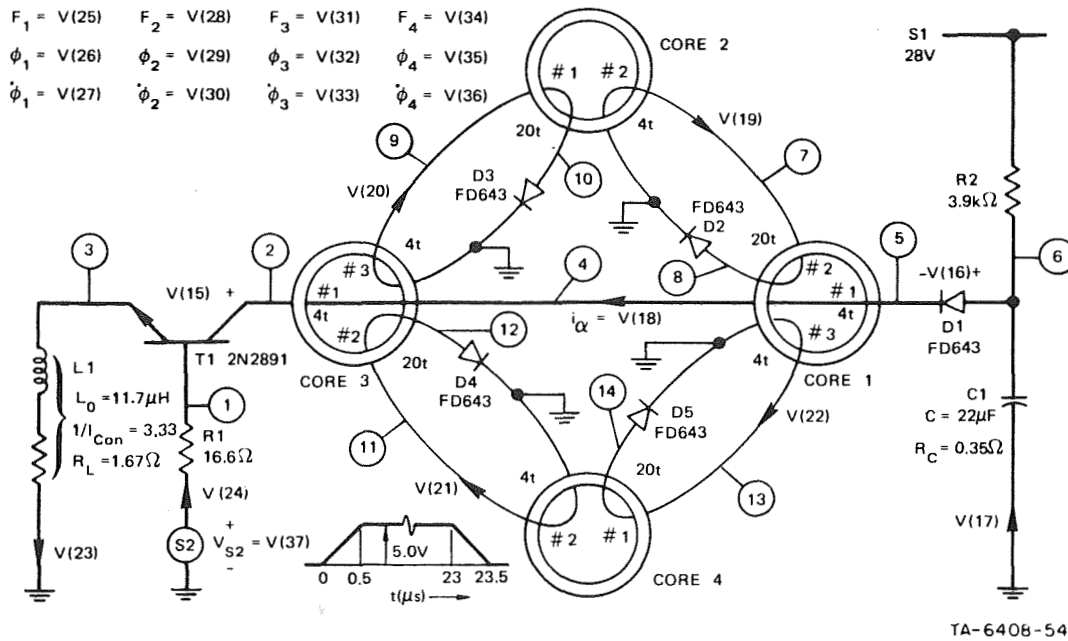 F₁ = V(25) F₂ = V(28) F₃ = V(31) F₄ = V(34)
ϕ₁ = V(26) ϕ₂ = V(29) ϕ₃ = V(32) ϕ₄ = V(35)
ϕ̇₁ = V(27) ϕ̇₂ = V(30) ϕ̇₃ = V(33) ϕ̇₄ = V(36)
CORE 2
S1
28V
#1 #2
20t 4t
V(19)
9
10
7
D3
FD643
V(20)
FD643
D2
R2
3.9kΩ
4t
20t
3
2
4
8
5
6
#3
#2
V(15) +
#1
4t
iα = V(18)
#1
4t
−V(16)+
D1
FD643
#2
12
#3
T1 2N2891
20t
4t
CORE 3
D4
FD643
CORE 1
L1
L₀ = 11.7μH
1/I Con = 3.33
R_L = 1.67Ω
1
R1
16.6Ω
14
D5
FD643
V(22)
C1
C = 22μF
R_C = 0.35Ω
11
4t
20t
13
V(24)
V(21)
V(17)
#2 #1
V(23)
S2
+
V_S2 = V(37)
−
5.0V
CORE 4
0 0.5 23 23.5
t(μs)
TA-6408-54